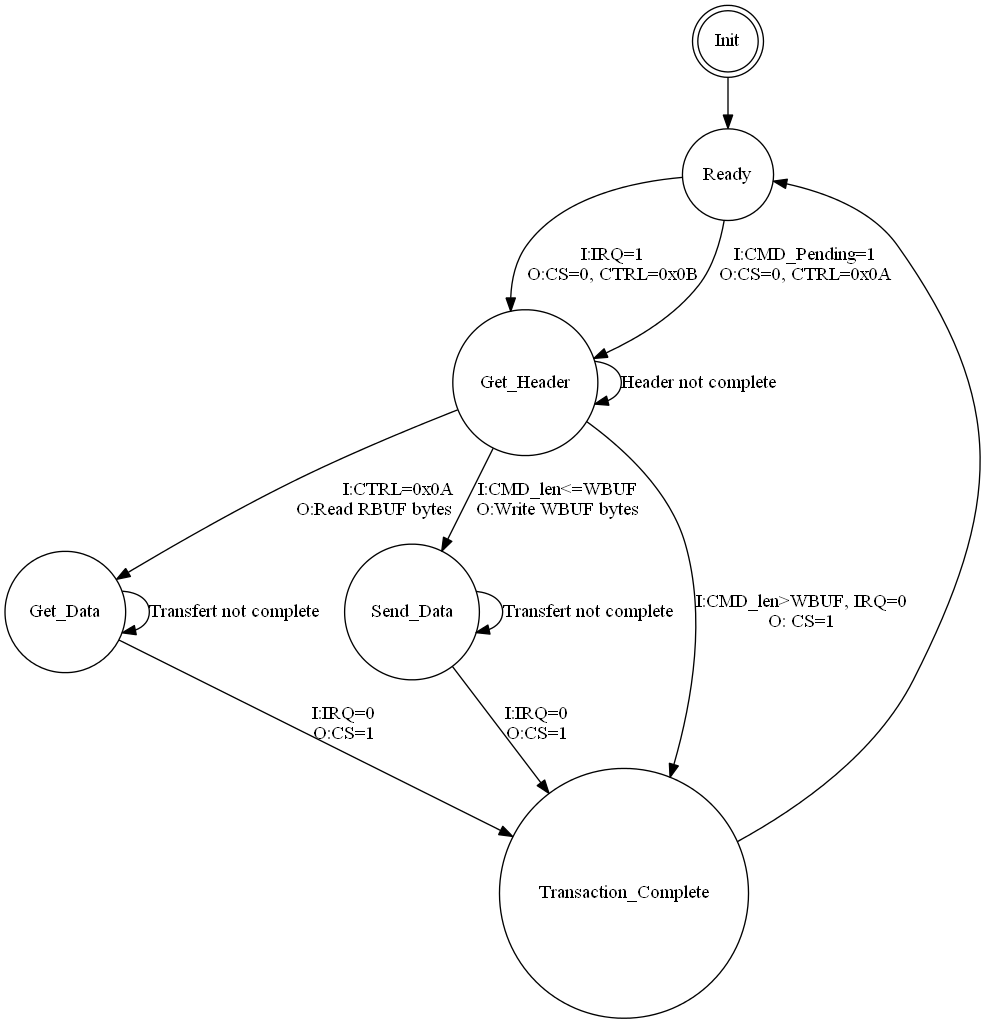 Init
Ready
I:IRQ=1
O:CS=0, CTRL=0x0B
I:CMD_Pending=1
O:CS=0, CTRL=0x0A
Get_Header
Header not complete
I:CTRL=0x0A
O:Read RBUF bytes
I:CMD_len<=WBUF
O:Write WBUF bytes
I:CMD_len>WBUF, IRQ=0
O: CS=1
Get_Data
Transfert not complete
Send_Data
Transfert not complete
I:IRQ=0
O:CS=1
I:IRQ=0
O:CS=1
Transaction_Complete